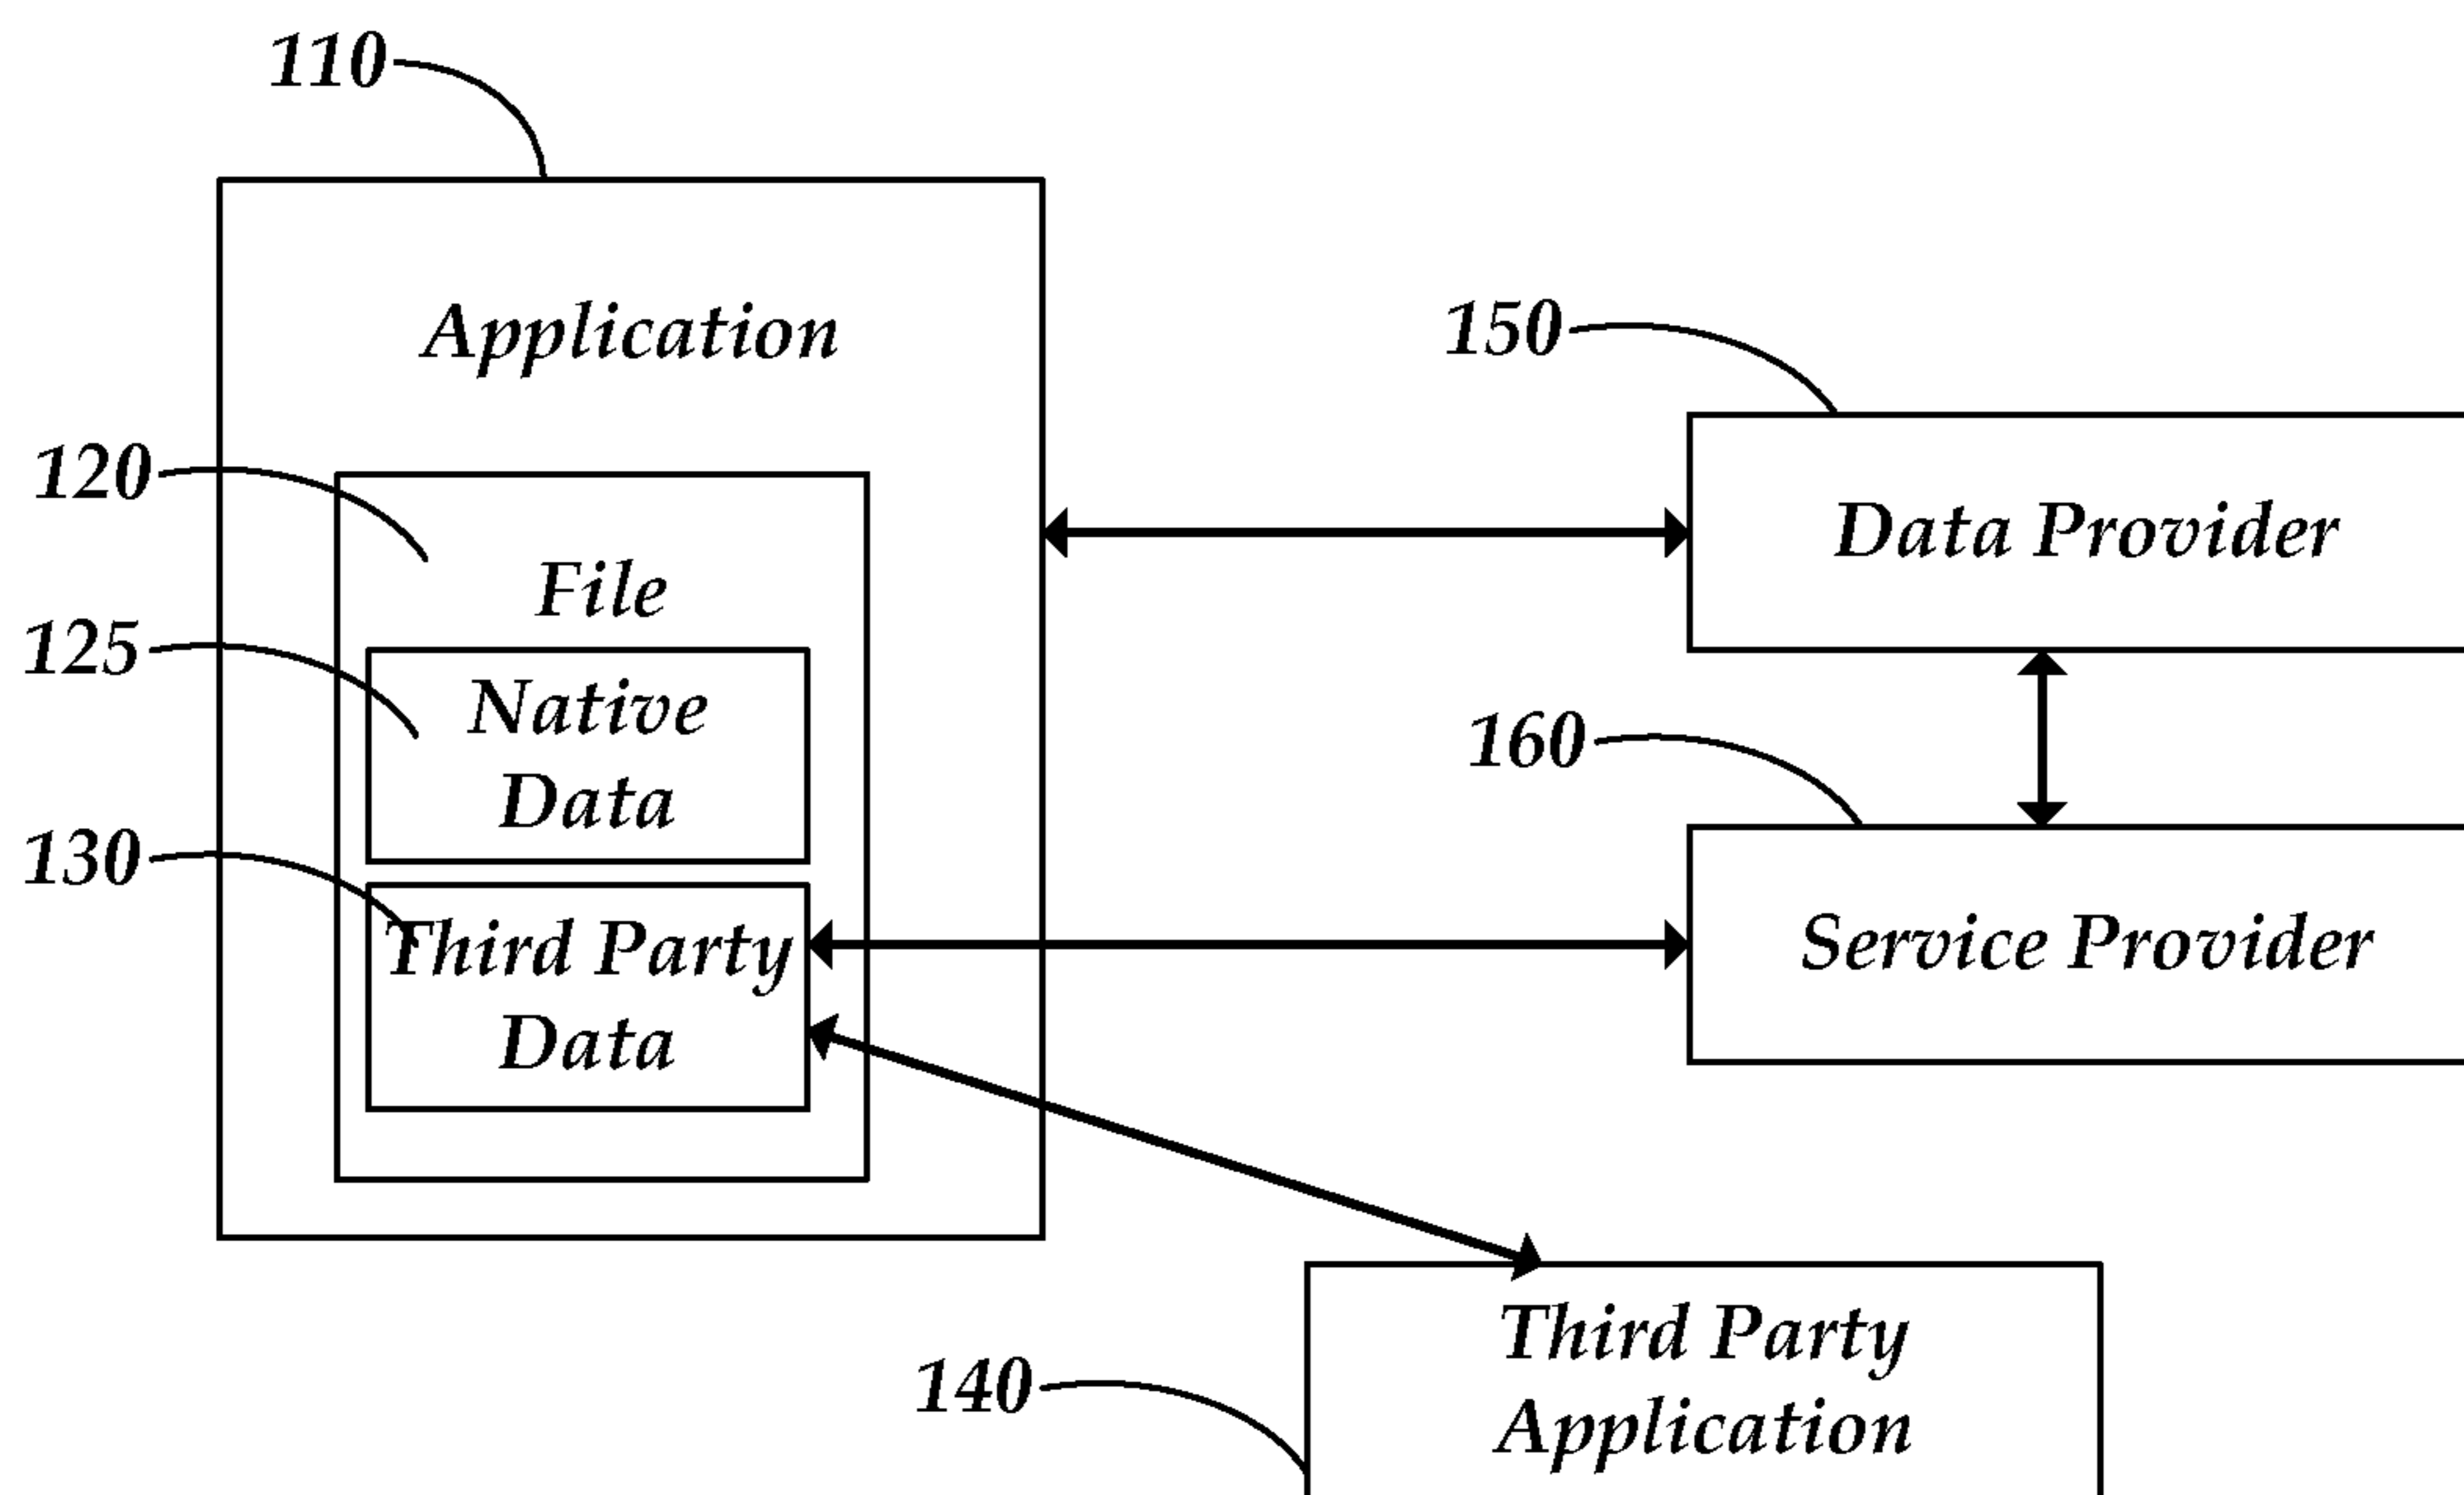 110
Application
150
120
Data Provider
File
125
Native
Data
160
130
Third Party
Data
Service Provider
Third Party
Application
140